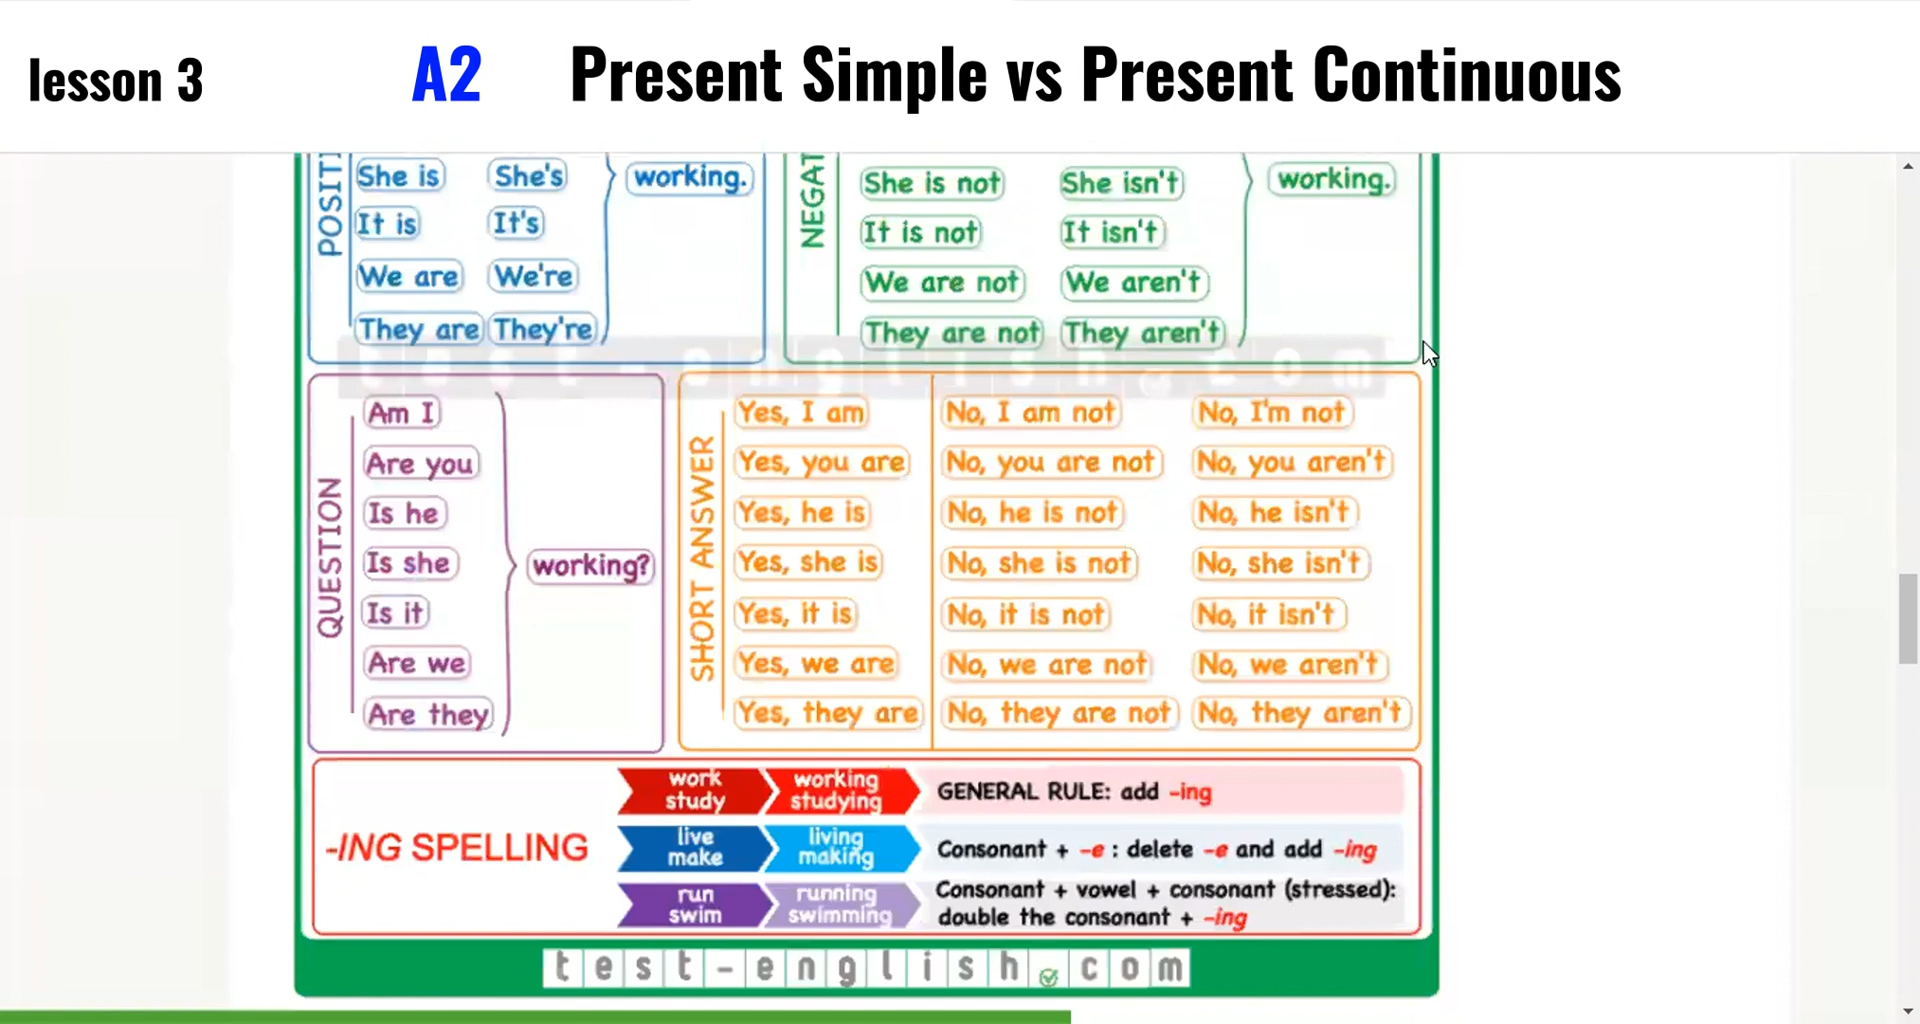 lesson 3
A2
Present Simple vs Present Continuous
POSITI
She is She's
It is It's
We are We're
They are They're
working.
NEGAT
She is not She isn't
It is not It isn't
We are not We aren't
They are not They aren't
working.
test-english.com
QUESTION
Am I
Are you
Is he
Is she
Is it
Are we
Are they
working?
SHORT ANSWER
Yes, I am No, I am not No, I'm not
Yes, you are No, you are not No, you aren't
Yes, he is No, he is not No, he isn't
Yes, she is No, she is not No, she isn't
Yes, it is No, it is not No, it isn't
Yes, we are No, we are not No, we aren't
Yes, they are No, they are not No, they aren't
-ING SPELLING
work
study
working
studying
GENERAL RULE: add -ing
live
make
living
making
Consonant + -e : delete -e and add -ing
run
swim
running
swimming
Consonant + vowel + consonant (stressed):
double the consonant + -ing
test-english.com